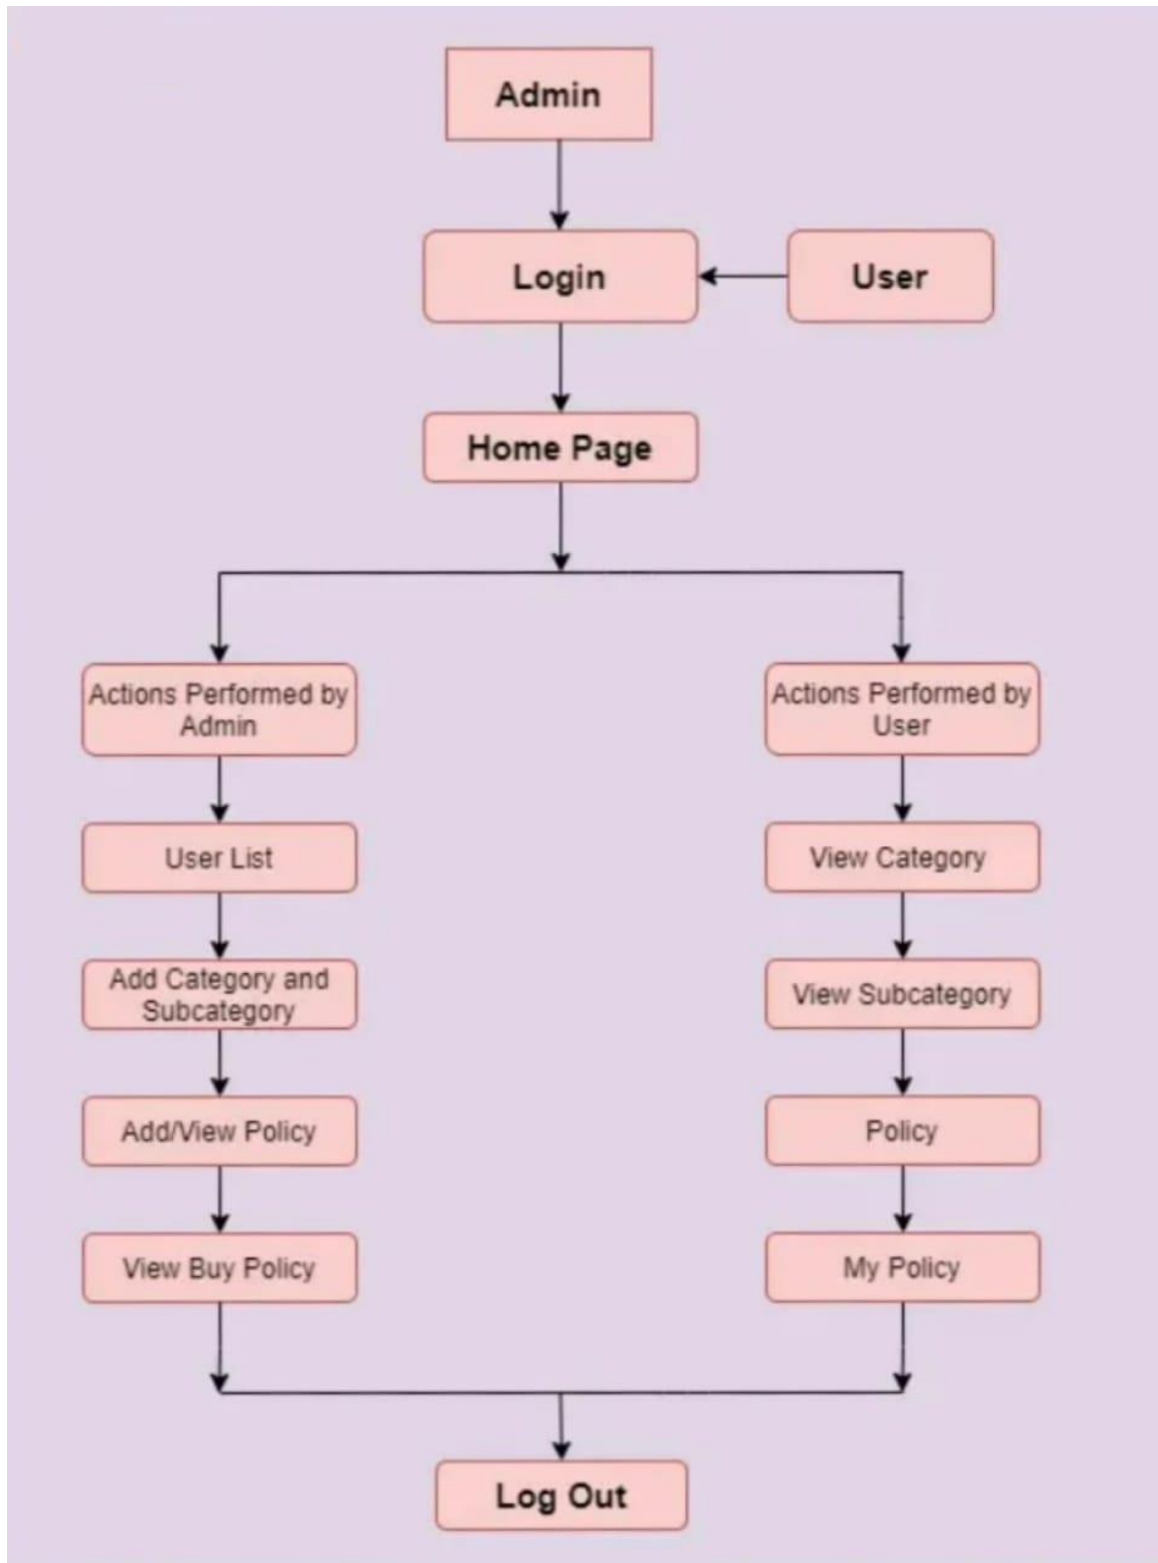 Admin
Login
User
Home Page
Actions Performed by
Admin
Actions Performed by
User
User List
View Category
Add Category and
Subcategory
View Subcategory
Add/View Policy
Policy
View Buy Policy
My Policy
Log Out